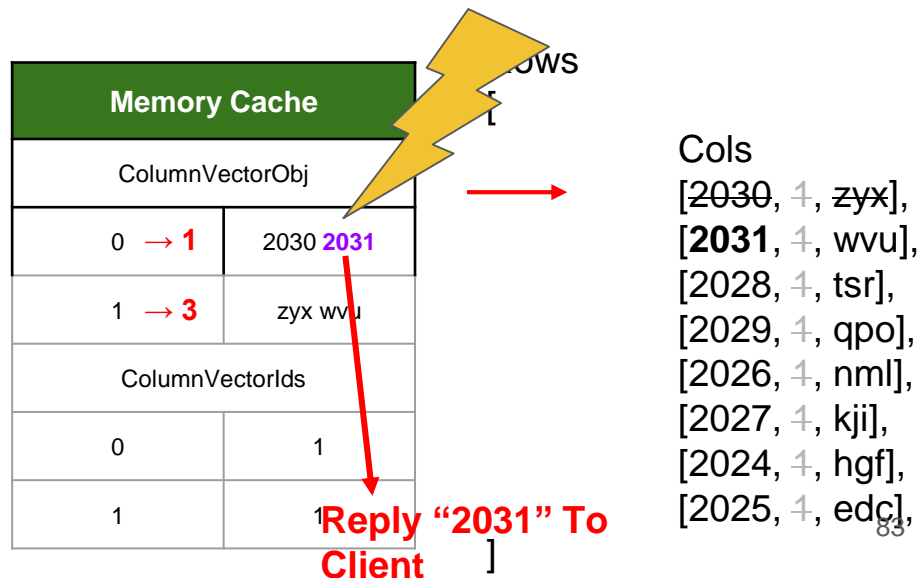 Memory Cache
ColumnVectorObj
0 → 1 2030 2031
1 → 3 zyx wvu
ColumnVectorIds
0 1
1 1
Reply “2031” To
Client
[
]
Cols
[2030, 1, zyx],
[2031, 1, wvu],
[2028, 1, tsr],
[2029, 1, qpo],
[2026, 1, nml],
[2027, 1, kji],
[2024, 1, hgf],
[2025, 1, edc],
83